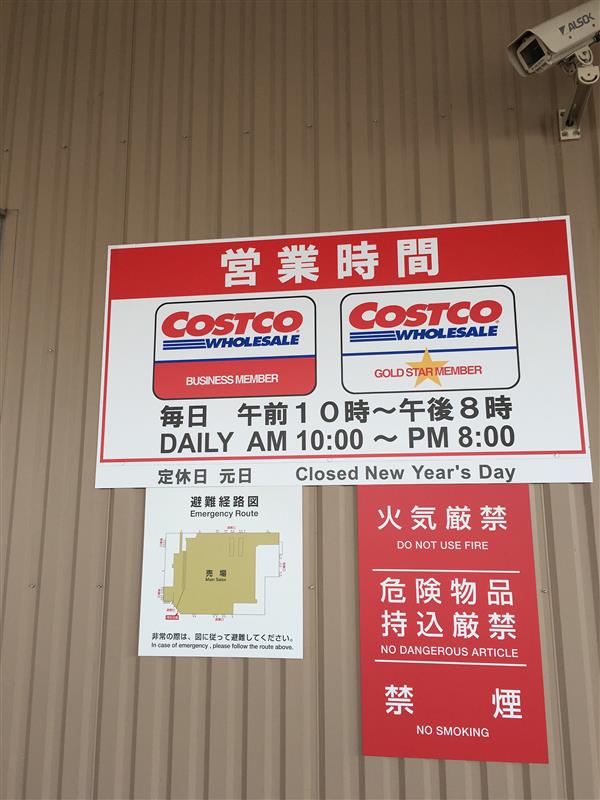 ALSOK
営業時間
COSTCO
WHOLESALE
BUSINESS MEMBER
COSTCO
WHOLESALE
GOLD STAR MEMBER
毎日 午前10時～午後8時
DAILY AM 10:00 ～ PM 8:00
定休日 元日 Closed New Year's Day
避難経路図
Emergency Route
売場
Main Sales
非常の際は、図に従って避難してください。
In case of emergency , please follow the route above.
火気厳禁
DO NOT USE FIRE
危険物品
持込厳禁
NO DANGEROUS ARTICLE
禁煙
NO SMOKING